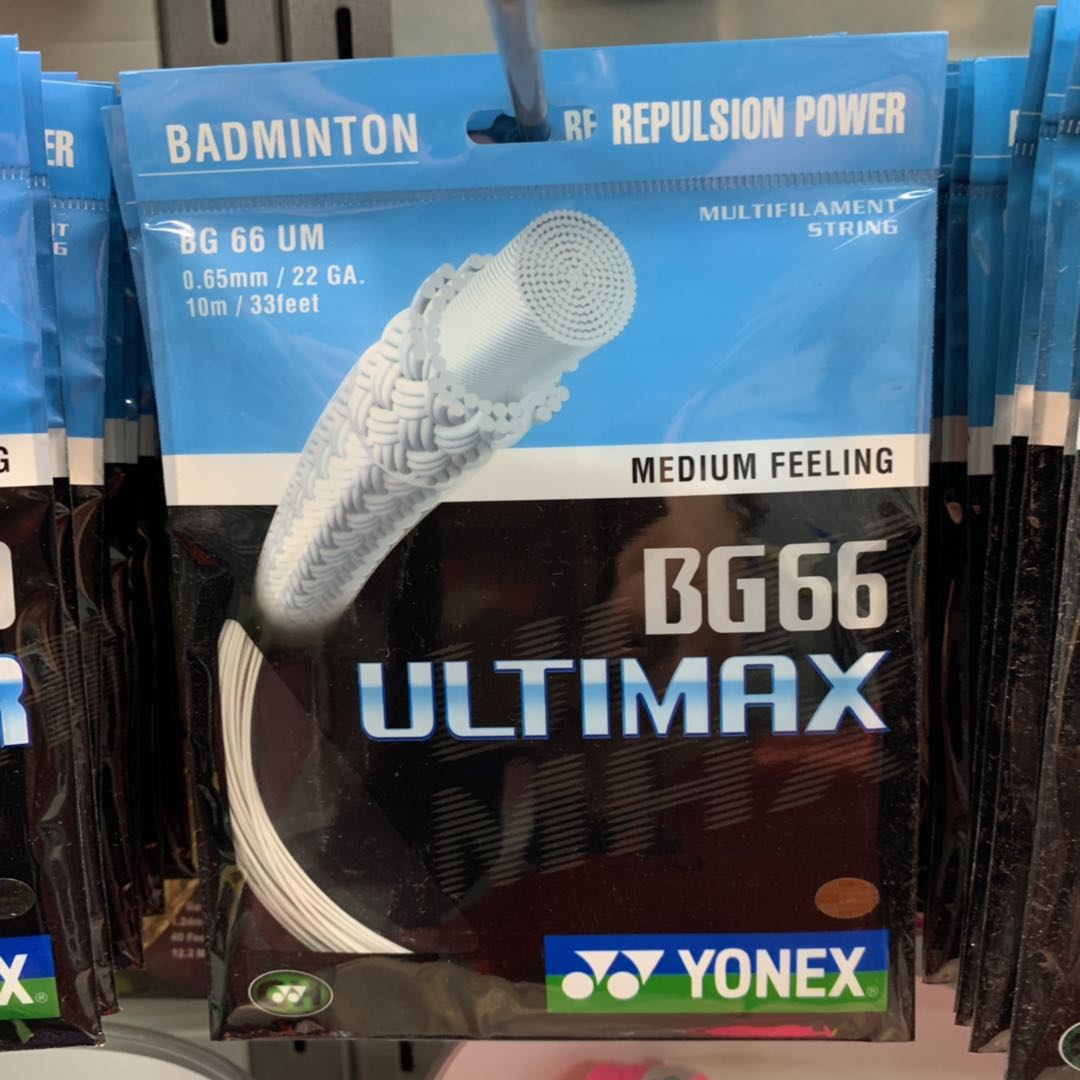 BADMINTON
REPULSION POWER
MULTIFILAMENT
STRING
BG 66 UM
0.65mm / 22 GA.
10m / 33feet
MEDIUM FEELING
BG66
ULTIMAX
YONEX
ER
G
R
X